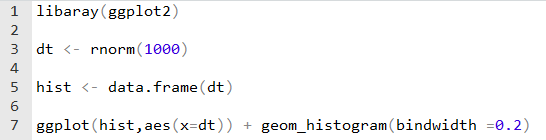 1 libaray(ggplot2)
2
3 dt <- rnorm(1000)
4
5 hist <- data.frame(dt)
6
7 ggplot(hist,aes(x=dt)) + geom_histogram(bindwidth =0.2)